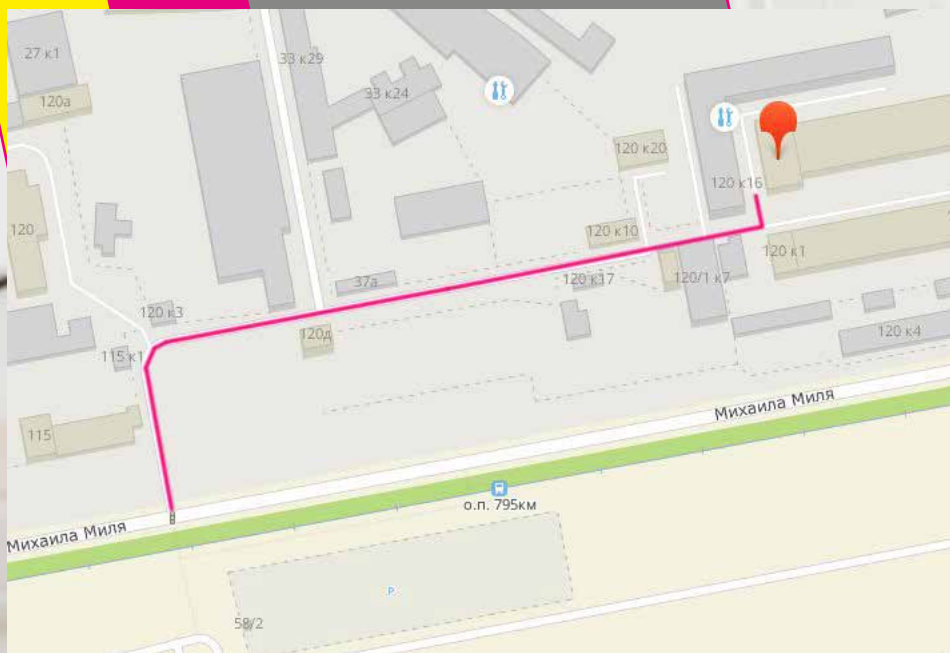 27 к1
33 к29
120а
33 к24
120 к20
120 к16
120
120 к10
120 к1
37а
120 к17
120/1 к7
120 к3
120д
120 к4
115 к1
Михаила Миля
115
о.п. 795км
Михаила Миля
P
58/2